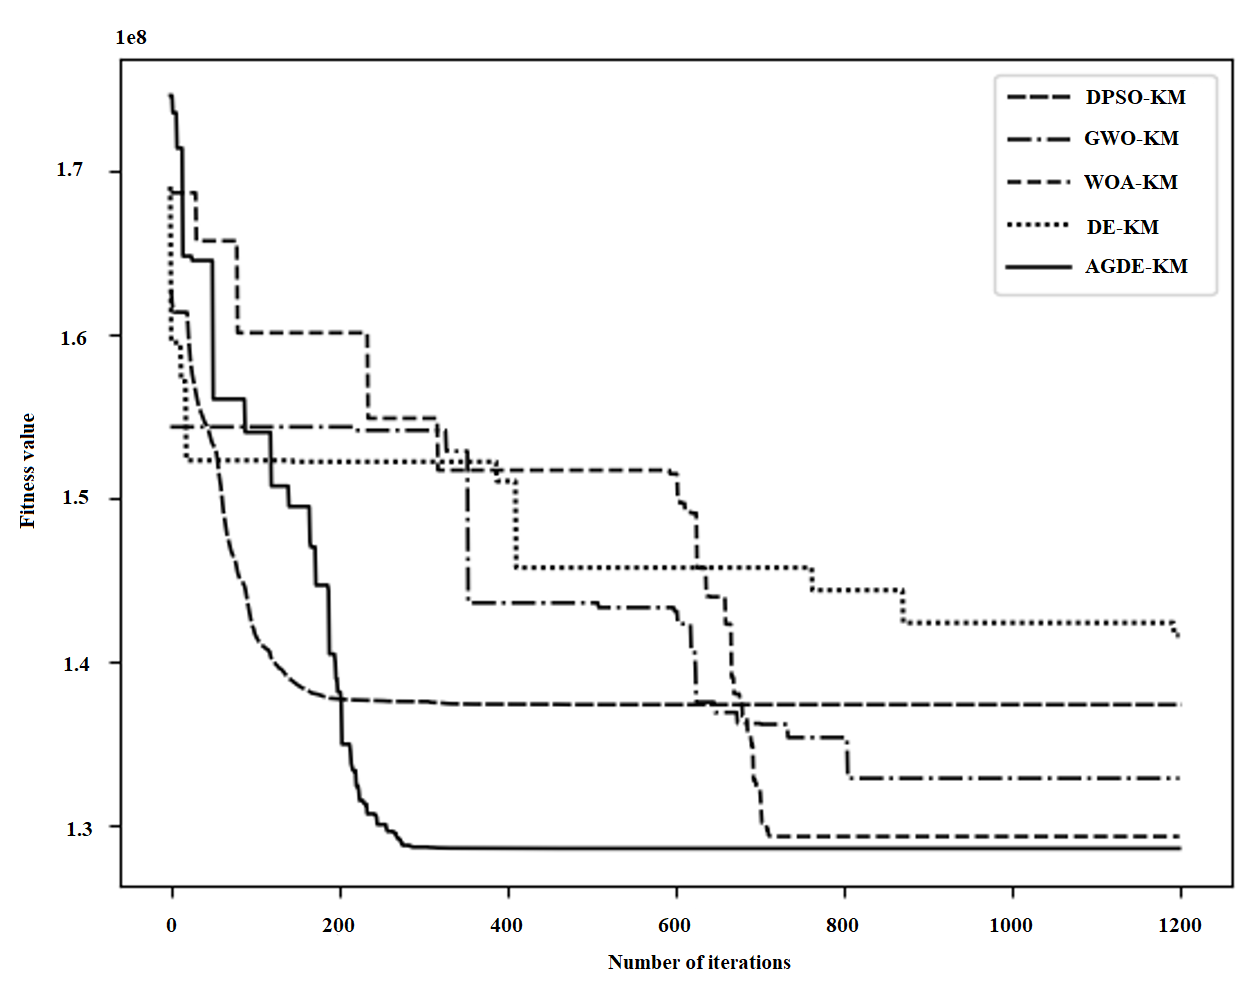 1e8
1.7
1.6
1.5
1.4
1.3
Fitness value
DPSO-KM
GWO-KM
WOA-KM
DE-KM
AGDE-KM
0 200 400 600 800 1000 1200
Number of iterations